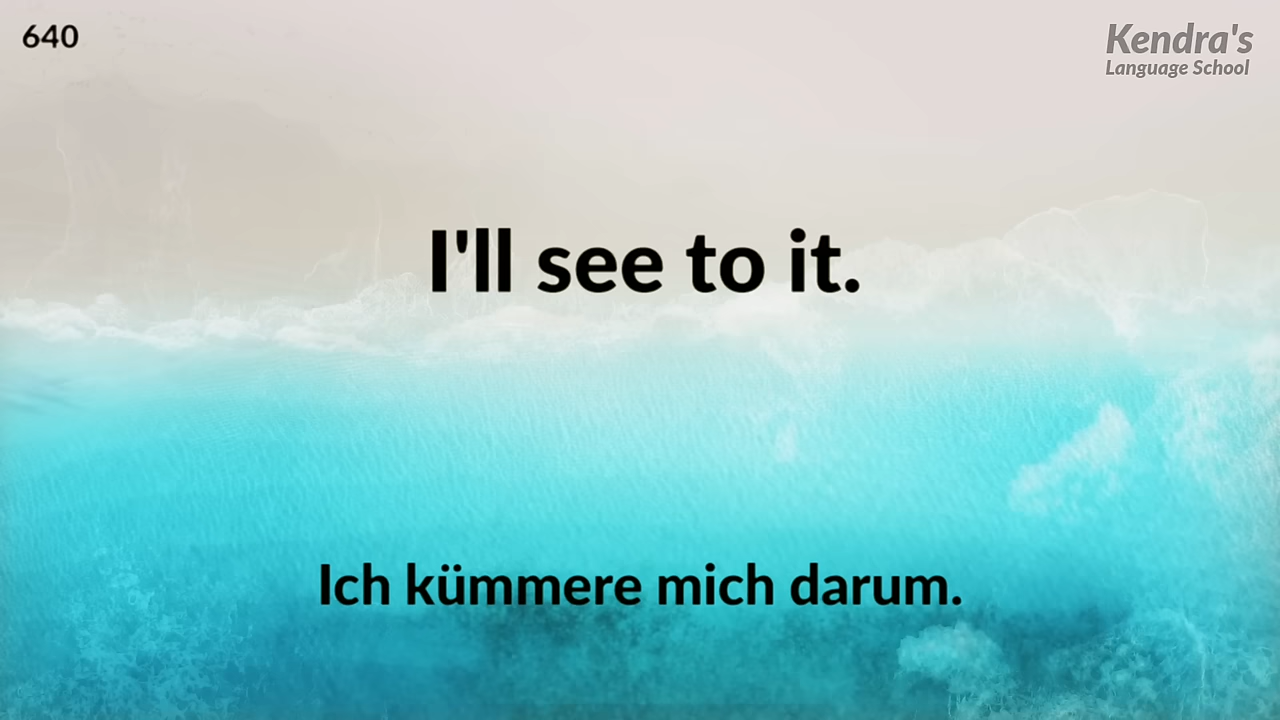 640
Kendra's
Language School
I'll see to it.
Ich kümmere mich darum.